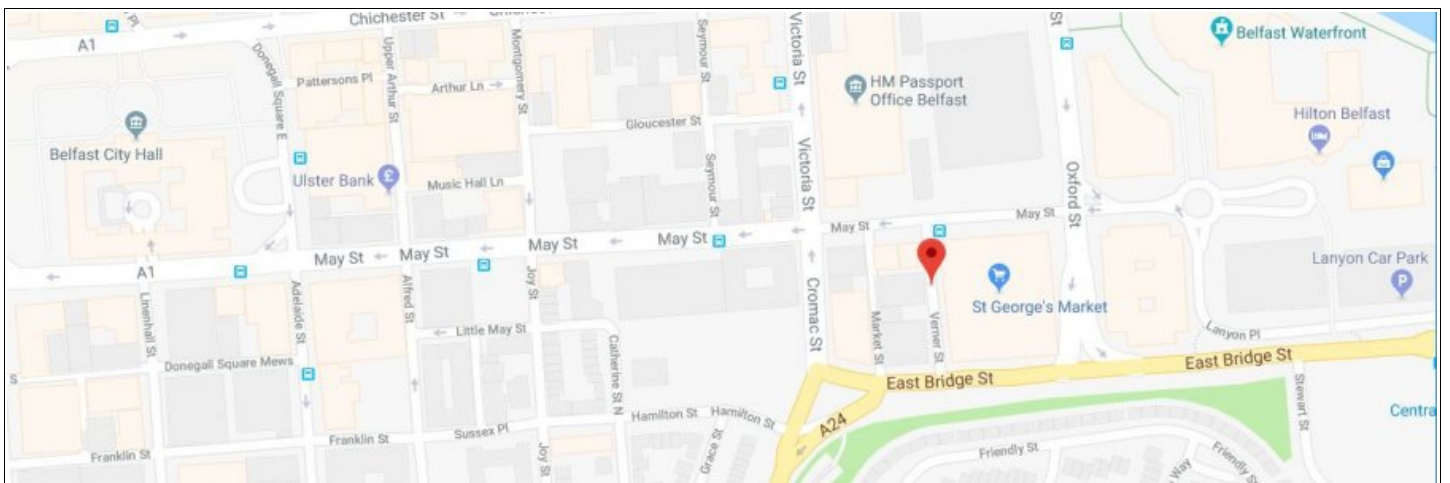 Chichester St
A1
Donegall Square E
Pattersons Pl
Upper Arthur St
Arthur Ln
Montgomery St
Seymour St
Victoria St
St
Belfast Waterfront
HM Passport
Office Belfast
Hilton Belfast
Belfast City Hall
Gloucester St
Ulster Bank
£
Music Hall Ln
Seymour St
Victoria St
Oxford St
May St
May St
May St
May St
May St
May St
A1
Lanyon Car Park
P
St George's Market
Linenhall St
Adelaide St
Alfred St
Joy St
Little May St
Cromac St
Market St
Verner St
Lanyon Pl
Donegall Square Mews
Catherine St N
East Bridge St
East Bridge St
Stewart St
S
Centra
Hamilton St
Hamilton St
A24
Franklin St
Sussex Pl
Franklin St
Joy St
Grace St
Friendly St
Friendly St
Way